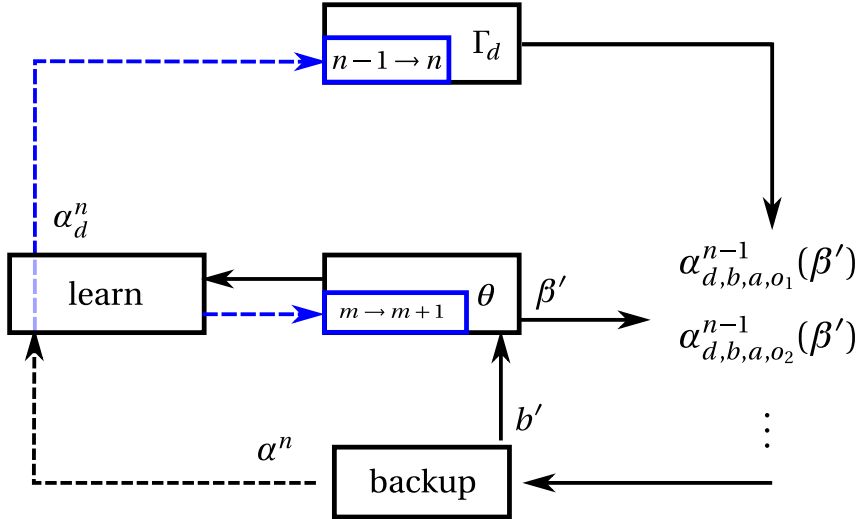 Γ_d
n−1→n
α_d^n
α_{d,b,a,o_1}^{n−1}(β′)
learn
θ
β′
m→m+1
α_{d,b,a,o_2}^{n−1}(β′)
b′
⋮
α^n
backup